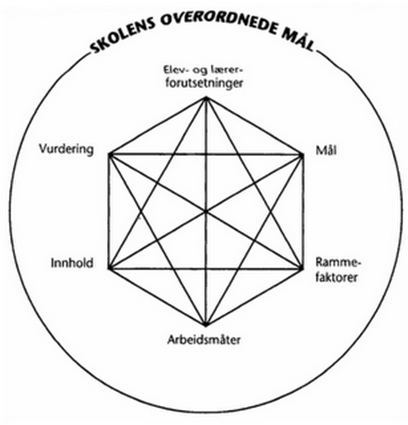 SKOLENS OVERORDNEDE MÅL
Elev- og lærer-
forutsetninger
Vurdering
Mål
Innhold
Ramme-
faktorer
Arbeidsmåter